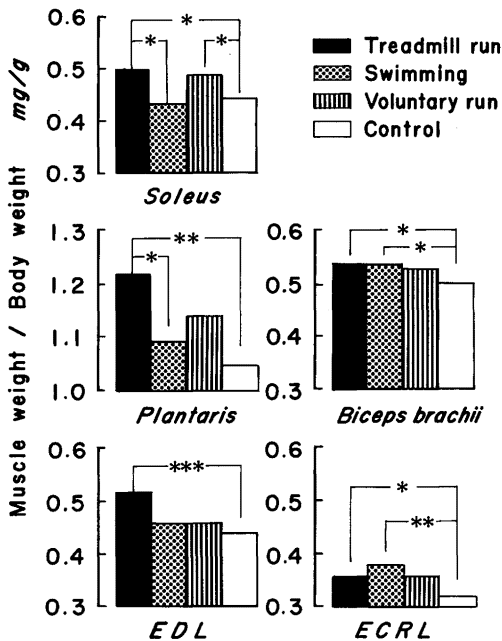 Muscle weight / Body weight mg/g
Treadmill run
Swimming
Voluntary run
Control
0.6
0.5
0.4
0.3
*
*
*
Soleus
1.3
1.2
1.1
1.0
**
*
Plantaris
0.6
0.5
0.3
*
*
Biceps brachii
0.6
0.5
0.4
0.3
***
EDL
0.6
0.5
0.4
0.3
*
**
ECRL